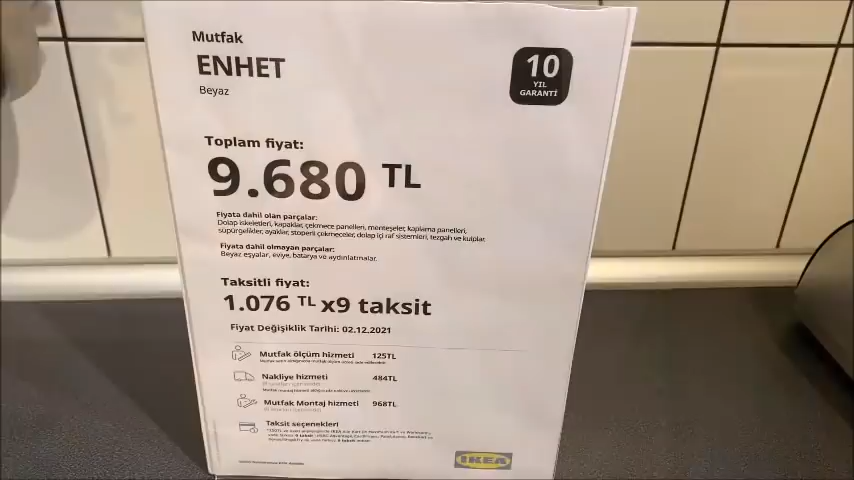 Mutfak
ENHET
Beyaz
10
YIL
GARANTİ
Toplam fiyat:
9.680 TL
Fiyata dahil olan parçalar:
Dolap iskeletleri, kapaklar, çekmece panelleri, menteşeler, kaplama panelleri,
süpürgelikler, ayaklar, stoperli çekmeceler, dolap içi raf sistemleri, tezgah ve kulplar
Fiyata dahil olmayan parçalar:
Beyaz eşyalar, eviye, batarya ve aydınlatmalar.
Taksitli fiyat:
1.076 TL x9 taksit
Fiyat Değişiklik Tarihi: 02.12.2021
Mutfak ölçüm hizmeti 125TL
Nakliye hizmeti 484TL
Mutfak Montaj hizmeti 968TL
Taksit seçenekleri
IKEA